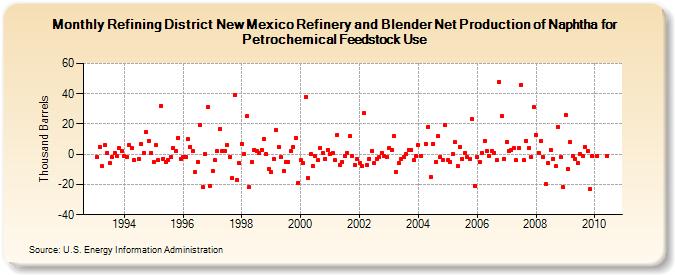 Monthly Refining District New Mexico Refinery and Blender Net Production of Naphtha for
Petrochemical Feedstock Use
Thousand Barrels
60
40
20
0
-20
-40
1994 1996 1998 2000 2002 2004 2006 2008 2010
Source: U.S. Energy Information Administration